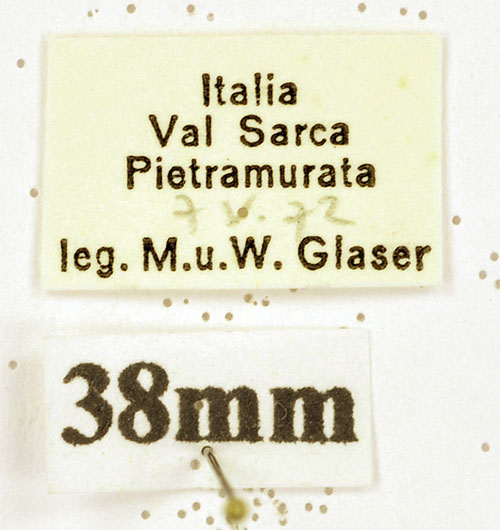 Italia
Val Sarca
Pietramurata
7 V. 72
leg. M.u.W. Glaser
38mm